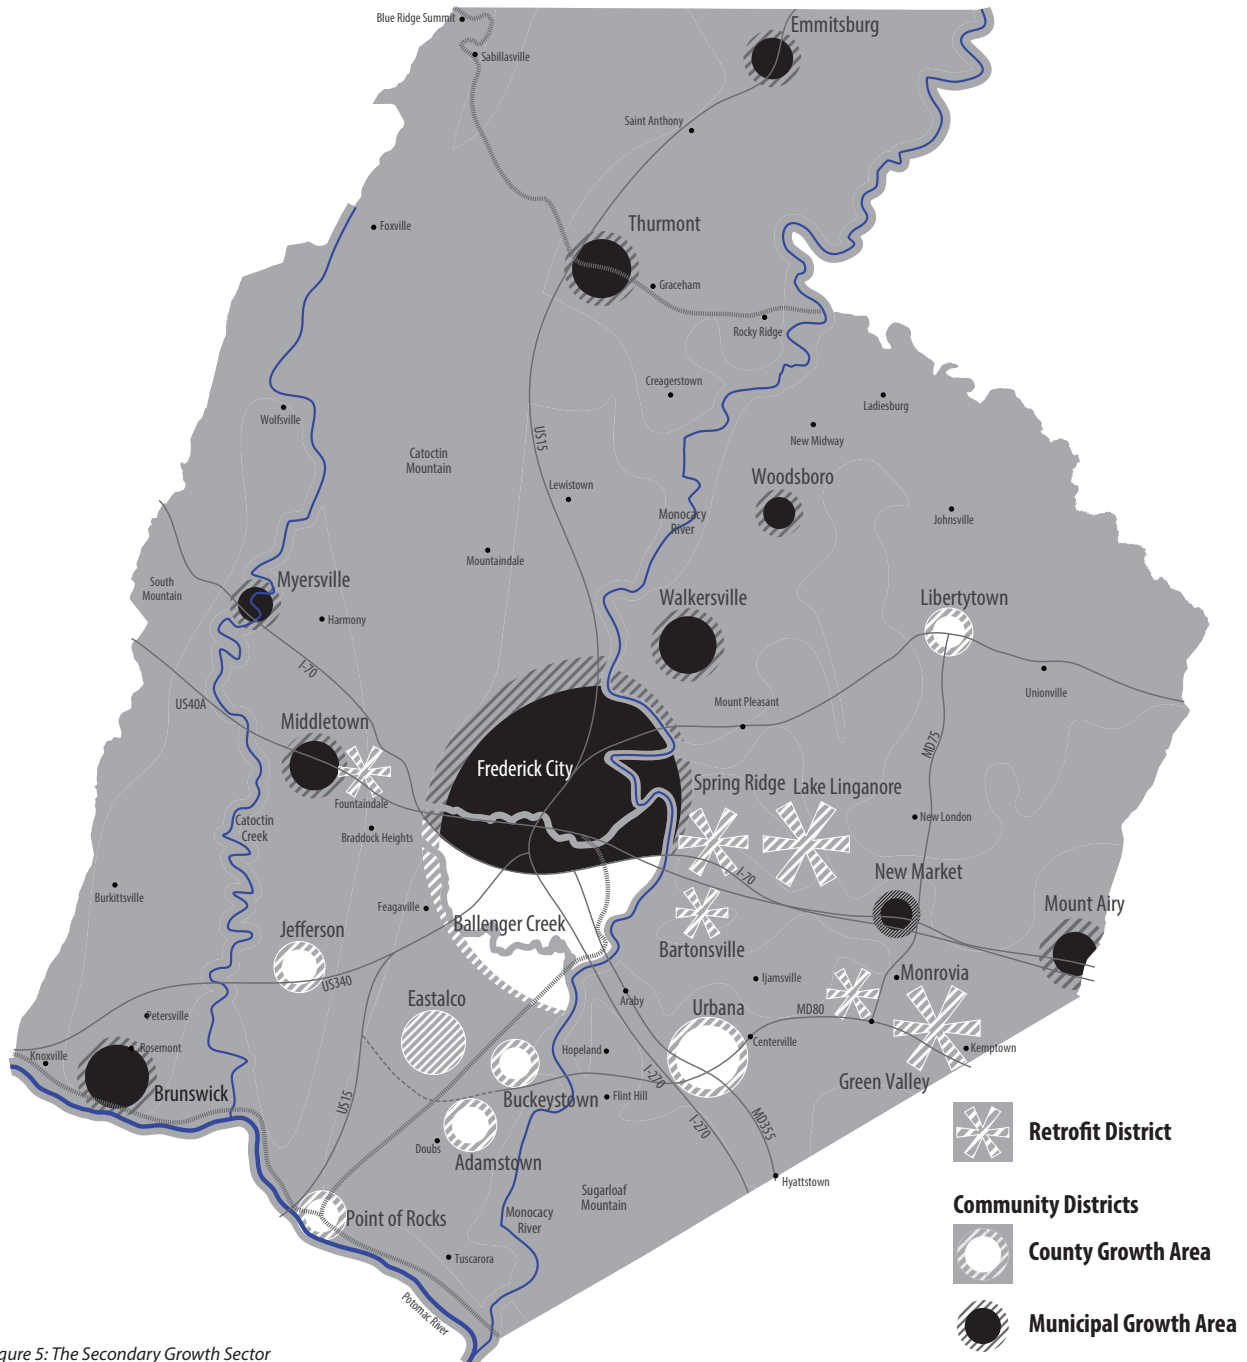 Blue Ridge Summit
Emmitsburg
Sabillasville
Saint Anthony
Foxville
Thurmont
Graceham
Rocky Ridge
Creagerstown
Ladiesburg
Wolfsville
New Midway
US15
Catoctin
Mountain
Woodsboro
Lewistown
Monocacy
River
Johnsville
Mountaindale
South
Mountain
Myersville
Harmony
Walkersville
Libertytown
I-70
Unionville
US40A
Mount Pleasant
Middletown
MD75
Frederick City
Spring Ridge
Lake Linganore
Fountaindale
Catoctin
Creek
Braddock Heights
New London
I-70
New Market
Burkittsville
Feagaville
Mount Airy
Jefferson
Ballenger Creek
Bartonsville
US340
Ijamsville
Monrovia
Eastalco
Araby
Urbana
MD80
Petersville
Rosemont
Knoxville
Hopeland
Centerville
Kemptown
I-270
Green Valley
Brunswick
US15
Buckeystown
Flint Hill
I-270
MD355
Doubs
Adamstown
Hyattstown
Sugarloaf
Mountain
Point of Rocks
Monocacy
River
Tuscarora
Potomac River
Retrofit District
Community Districts
County Growth Area
Municipal Growth Area
gure 5: The Secondary Growth Sector